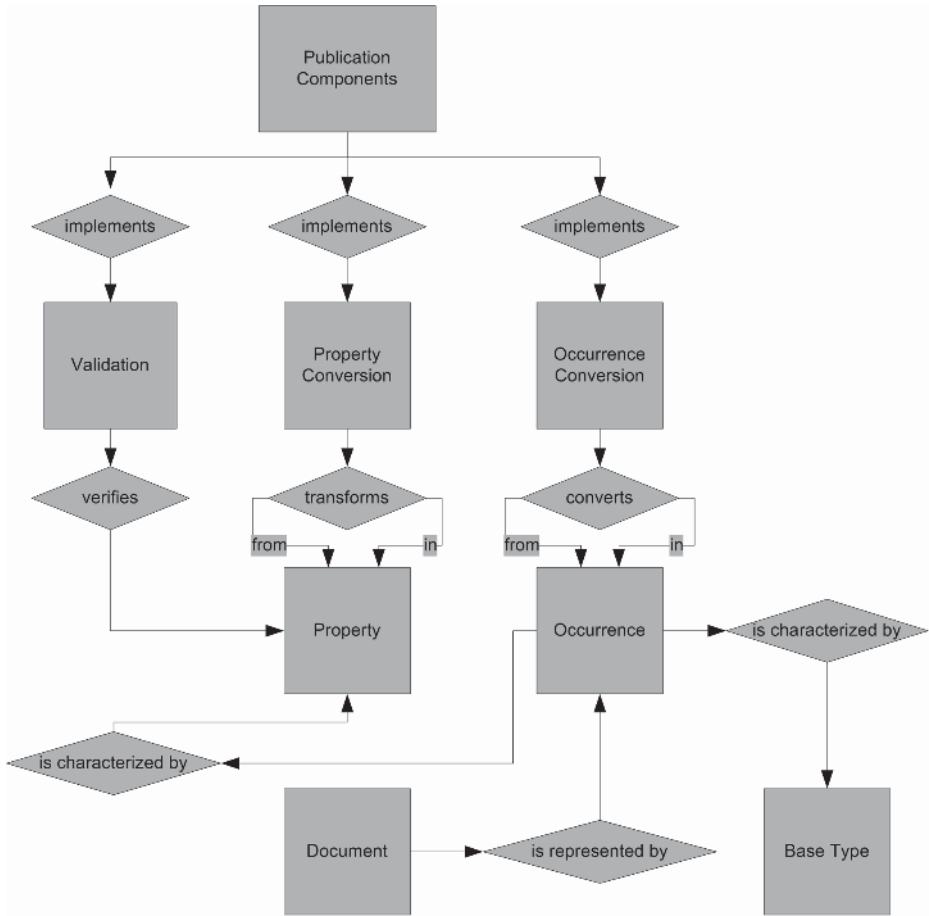 Publication
Components
implements
implements
implements
Validation
Property
Conversion
Occurrence
Conversion
verifies
transforms
converts
from
in
from
in
Property
Occurrence
is characterized by
is characterized by
Document
is represented by
Base Type